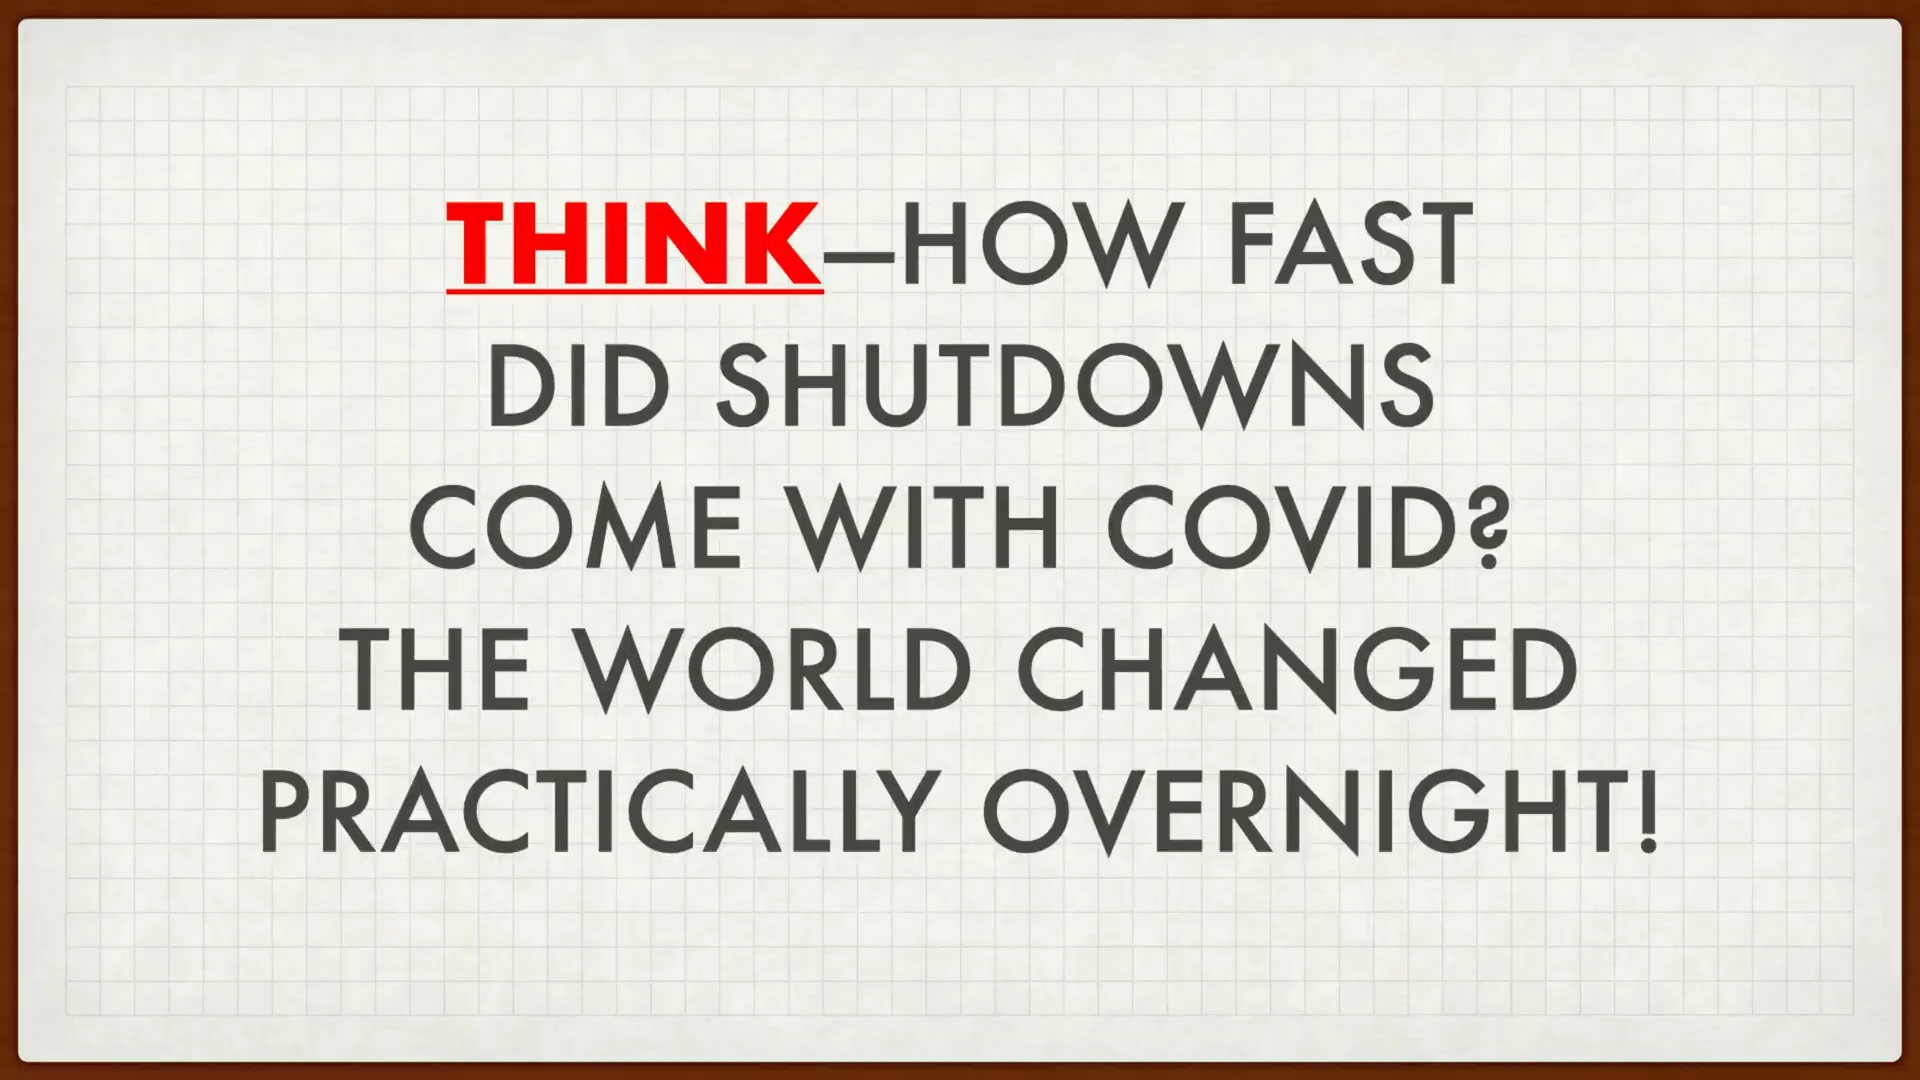 THINK—HOW FAST
DID SHUTDOWNS
COME WITH COVID?
THE WORLD CHANGED
PRACTICALLY OVERNIGHT!